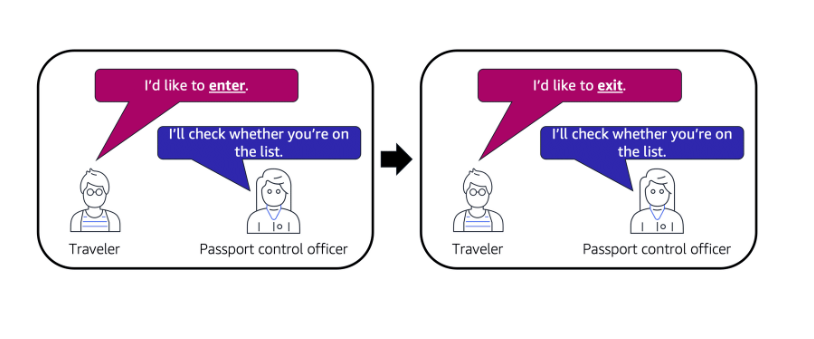 I'd like to enter.
I'll check whether you're on
the list.
Traveler
Passport control officer
I'd like to exit.
I'll check whether you're on
the list.
Traveler
Passport control officer